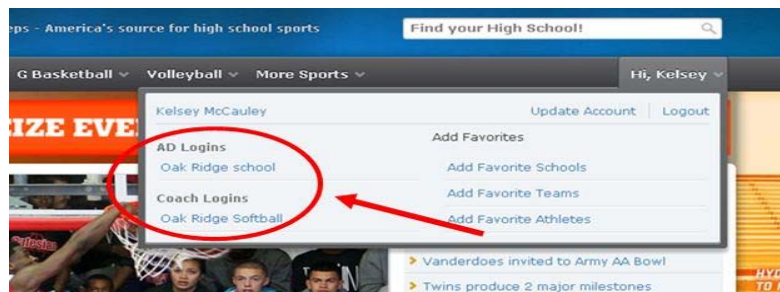 eps - America's source for high school sports
Find your High School!
G Basketball
Volleyball
More Sports
Hi, Kelsey
IZE EVE
Kelsey McCauley
Update Account
Logout
AD Logins
Oak Ridge school
Coach Logins
Oak Ridge Softball
Add Favorites
Add Favorite Schools
Add Favorite Teams
Add Favorite Athletes
Vanderdoes invited to Army AA Bowl
Twins produce 2 major milestones
HYD
TO